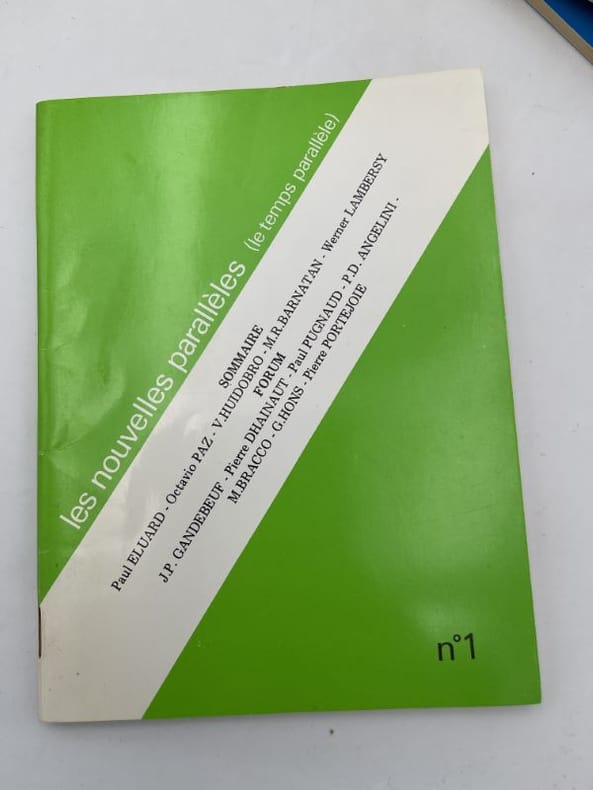 les nouvelles parallèles (le temps parallèle)
SOMMAIRE
Paul ELUARD - Octavio PAZ - V.HUIDOBRO - M.R.BARNATAN - Werner LAMBERSY
FORUM
J.P. GANDEBEUF - Pierre DHAINAUT - Paul PUGNAUD - P.D. ANGELINI -
M.BRACCO - G.HONS - Pierre PORTEJOIE
n°1